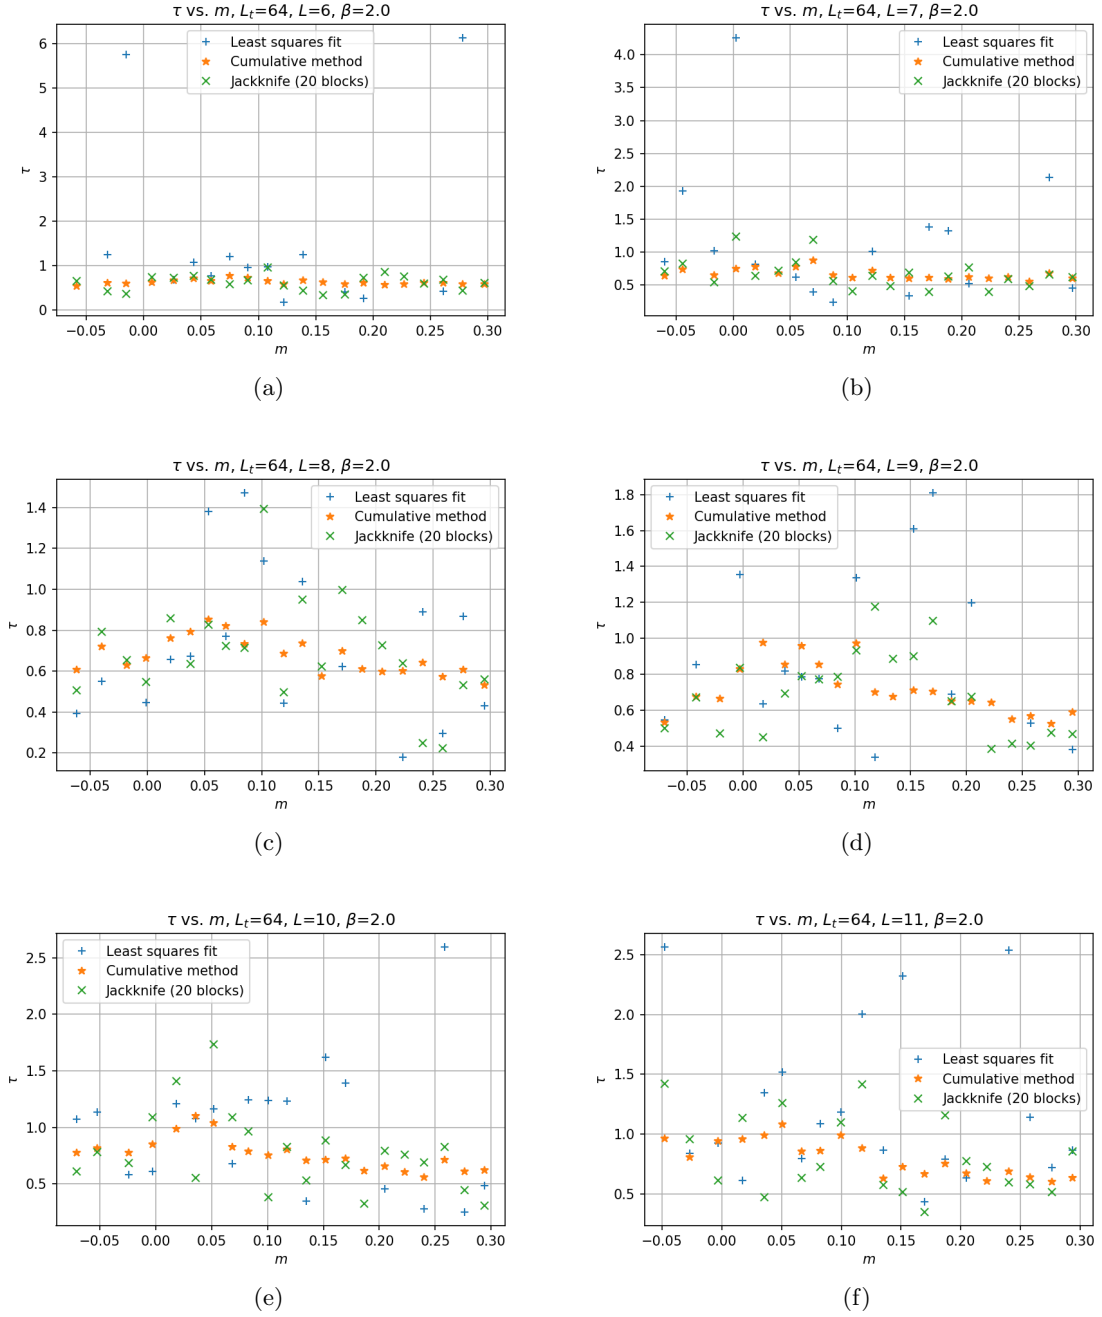 τ vs. m, Lₜ=64, L=6, β=2.0
Least squares fit
Cumulative method
Jackknife (20 blocks)
6
5
4
3
2
1
0
τ
−0.05 0.00 0.05 0.10 0.15 0.20 0.25 0.30
m
(a)
τ vs. m, Lₜ=64, L=7, β=2.0
Least squares fit
Cumulative method
Jackknife (20 blocks)
4.0
3.5
3.0
2.5
2.0
1.5
1.0
0.5
τ
−0.05 0.00 0.05 0.10 0.15 0.20 0.25 0.30
m
(b)
τ vs. m, Lₜ=64, L=8, β=2.0
Least squares fit
Cumulative method
Jackknife (20 blocks)
1.4
1.2
1.0
0.8
0.6
0.4
0.2
τ
−0.05 0.00 0.05 0.10 0.15 0.20 0.25 0.30
m
(c)
τ vs. m, Lₜ=64, L=9, β=2.0
Least squares fit
Cumulative method
Jackknife (20 blocks)
1.8
1.6
1.4
1.2
1.0
0.8
0.6
0.4
τ
−0.05 0.00 0.05 0.10 0.15 0.20 0.25 0.30
m
(d)
τ vs. m, Lₜ=64, L=10, β=2.0
Least squares fit
Cumulative method
Jackknife (20 blocks)
2.5
2.0
1.5
1.0
0.5
τ
−0.05 0.00 0.05 0.10 0.15 0.20 0.25 0.30
m
(e)
τ vs. m, Lₜ=64, L=11, β=2.0
Least squares fit
Cumulative method
Jackknife (20 blocks)
2.5
2.0
1.5
1.0
0.5
τ
−0.05 0.00 0.05 0.10 0.15 0.20 0.25 0.30
m
(f)